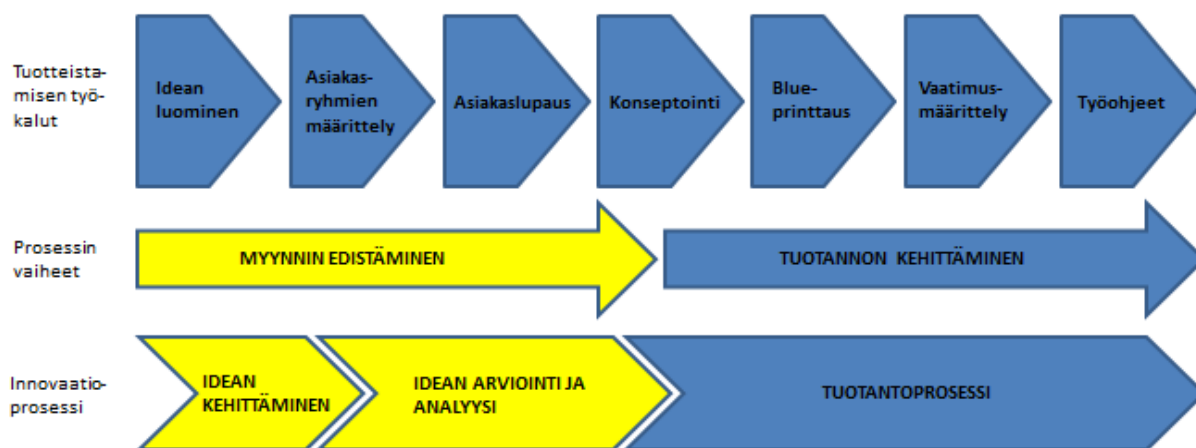 Tuotteista-
misen työ-
kalut
Idean
luominen
Asiakas-
ryhmien
määrittely
Asiakaslupaus
Konseptointi
Blue-
printtaus
Vaatimus-
määrittely
Työohjeet
Prosessin
vaiheet
MYYNNIN EDISTÄMINEN
TUOTANNON KEHITTÄMINEN
Innovaatio-
prosessi
IDEAN
KEHITTÄMINEN
IDEAN ARVIOINTI JA
ANALYYSI
TUOTANTOPROSESSI